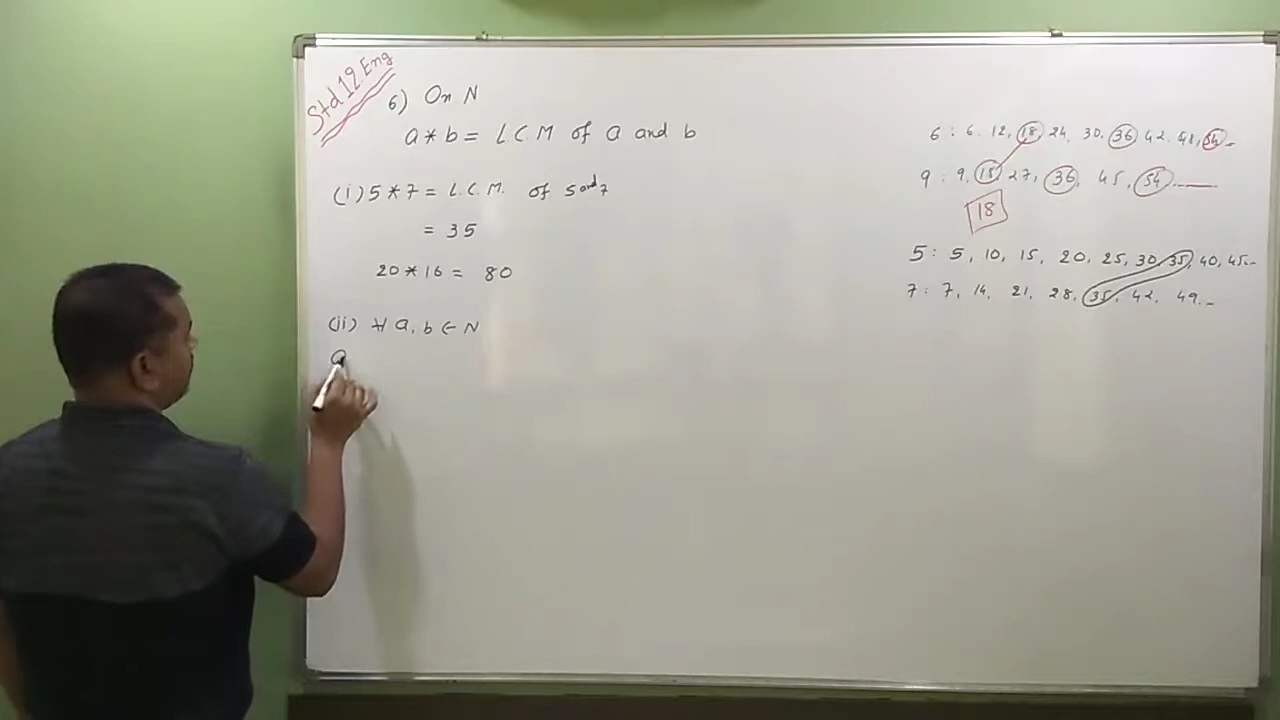 Std 12 Eng
6) On N
a * b = L.C.M of a and b
(i) 5 * 7 = L.C.M. of 5 and 7
= 35
20 * 16 = 80
(ii) ∀ a, b ∈ N
a
6 : 6. 12, 18, 24, 30, 36 42. 48, 54 _
9 : 9, 18, 27, 36, 45, 54 .____
18
5 : 5, 10, 15, 20, 25, 30, 35, 40, 45..
7 : 7, 14, 21, 28, 35, 42, 49..